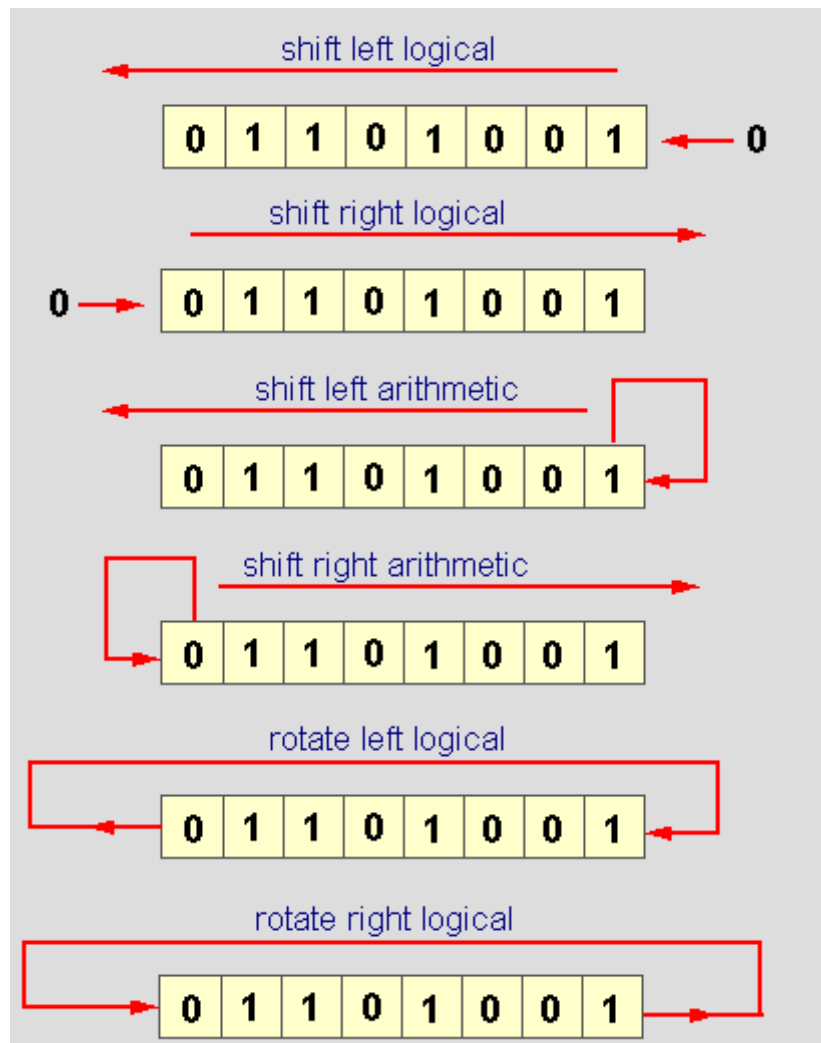 shift left logical
0 1 1 0 1 0 0 1 0
shift right logical
0 0 1 1 0 1 0 0 1
shift left arithmetic
0 1 1 0 1 0 0 1
shift right arithmetic
0 1 1 0 1 0 0 1
rotate left logical
0 1 1 0 1 0 0 1
rotate right logical
0 1 1 0 1 0 0 1